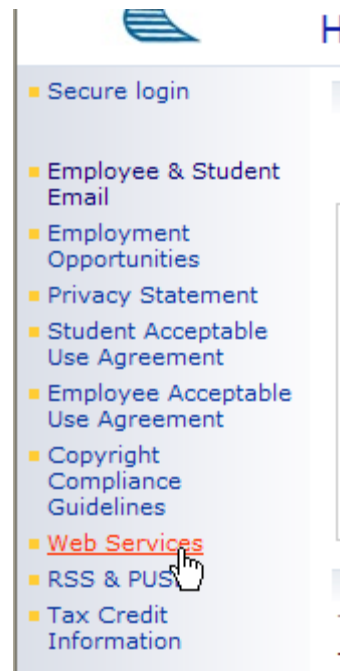 H
Secure login
Employee & Student
Email
Employment
Opportunities
Privacy Statement
Student Acceptable
Use Agreement
Employee Acceptable
Use Agreement
Copyright
Compliance
Guidelines
Web Services
RSS &
Tax Credit
Information